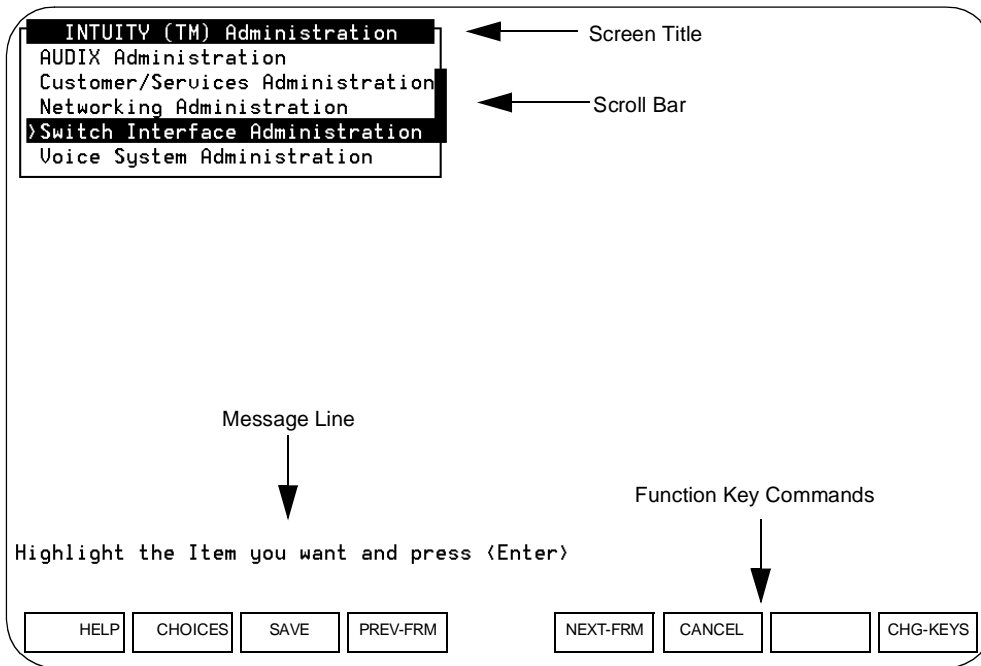 INTUITY (TM) Administration
Screen Title
AUDIX Administration
Customer/Services Administration
Networking Administration
Scroll Bar
>Switch Interface Administration
Voice System Administration
Message Line
Function Key Commands
Highlight the Item you want and press <Enter>
HELP CHOICES SAVE PREV-FRM NEXT-FRM CANCEL CHG-KEYS